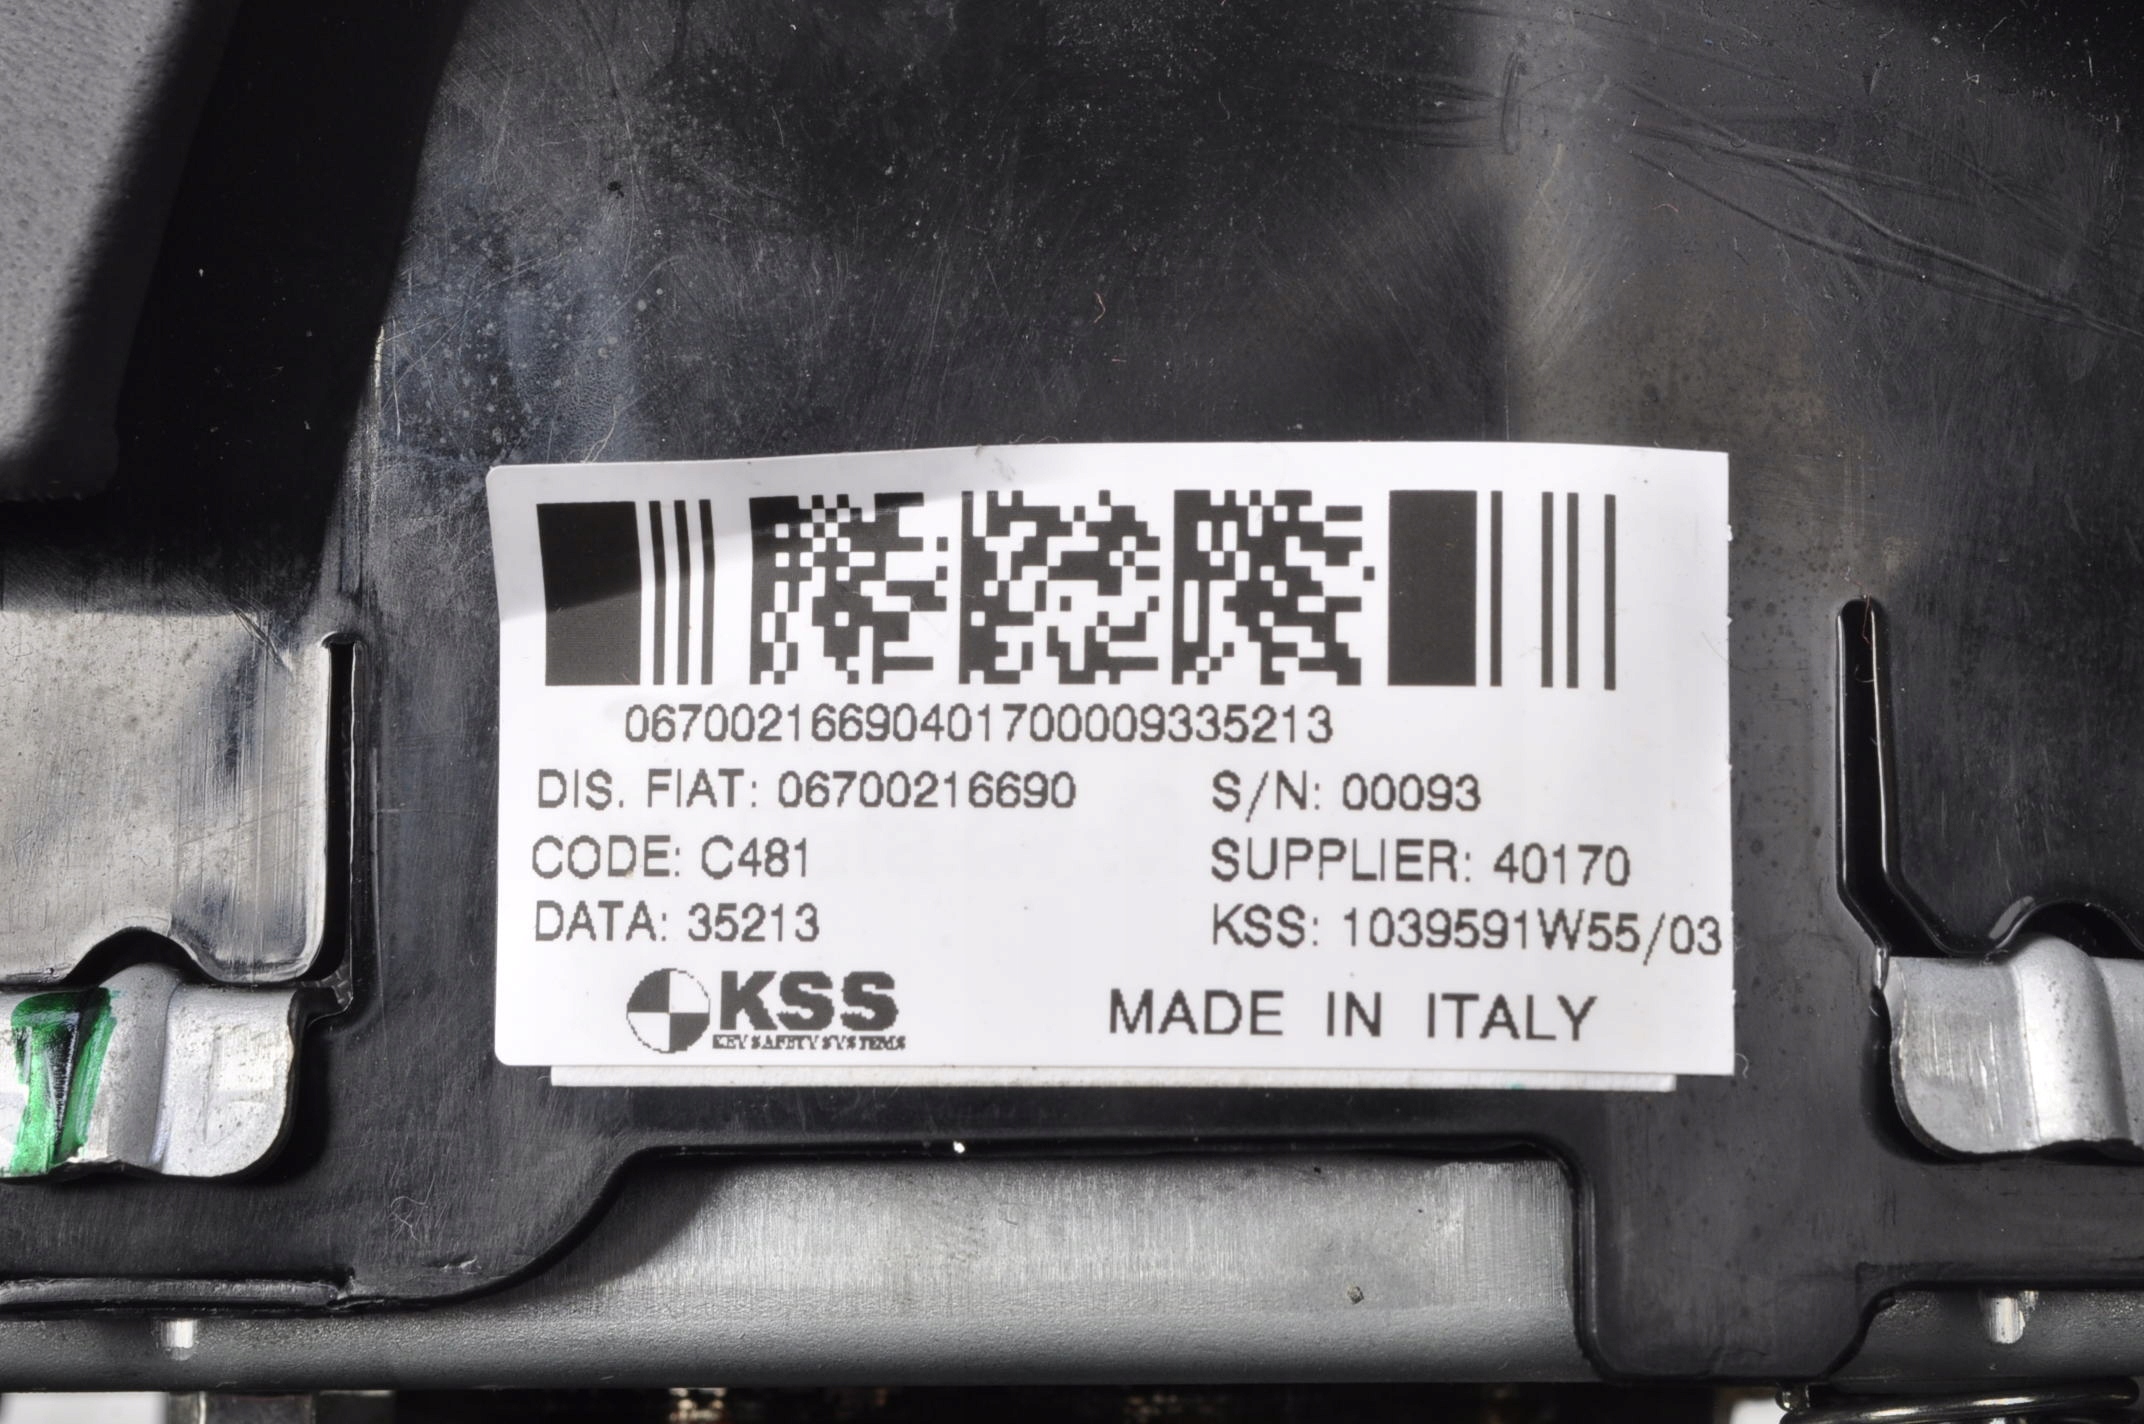 06700216690401700009335213
DIS. FIAT: 06700216690 S/N: 00093
CODE: C481 SUPPLIER: 40170
DATA: 35213 KSS: 1039591W55/03
KSS MADE IN ITALY
KEY SAFETY SYSTEMS